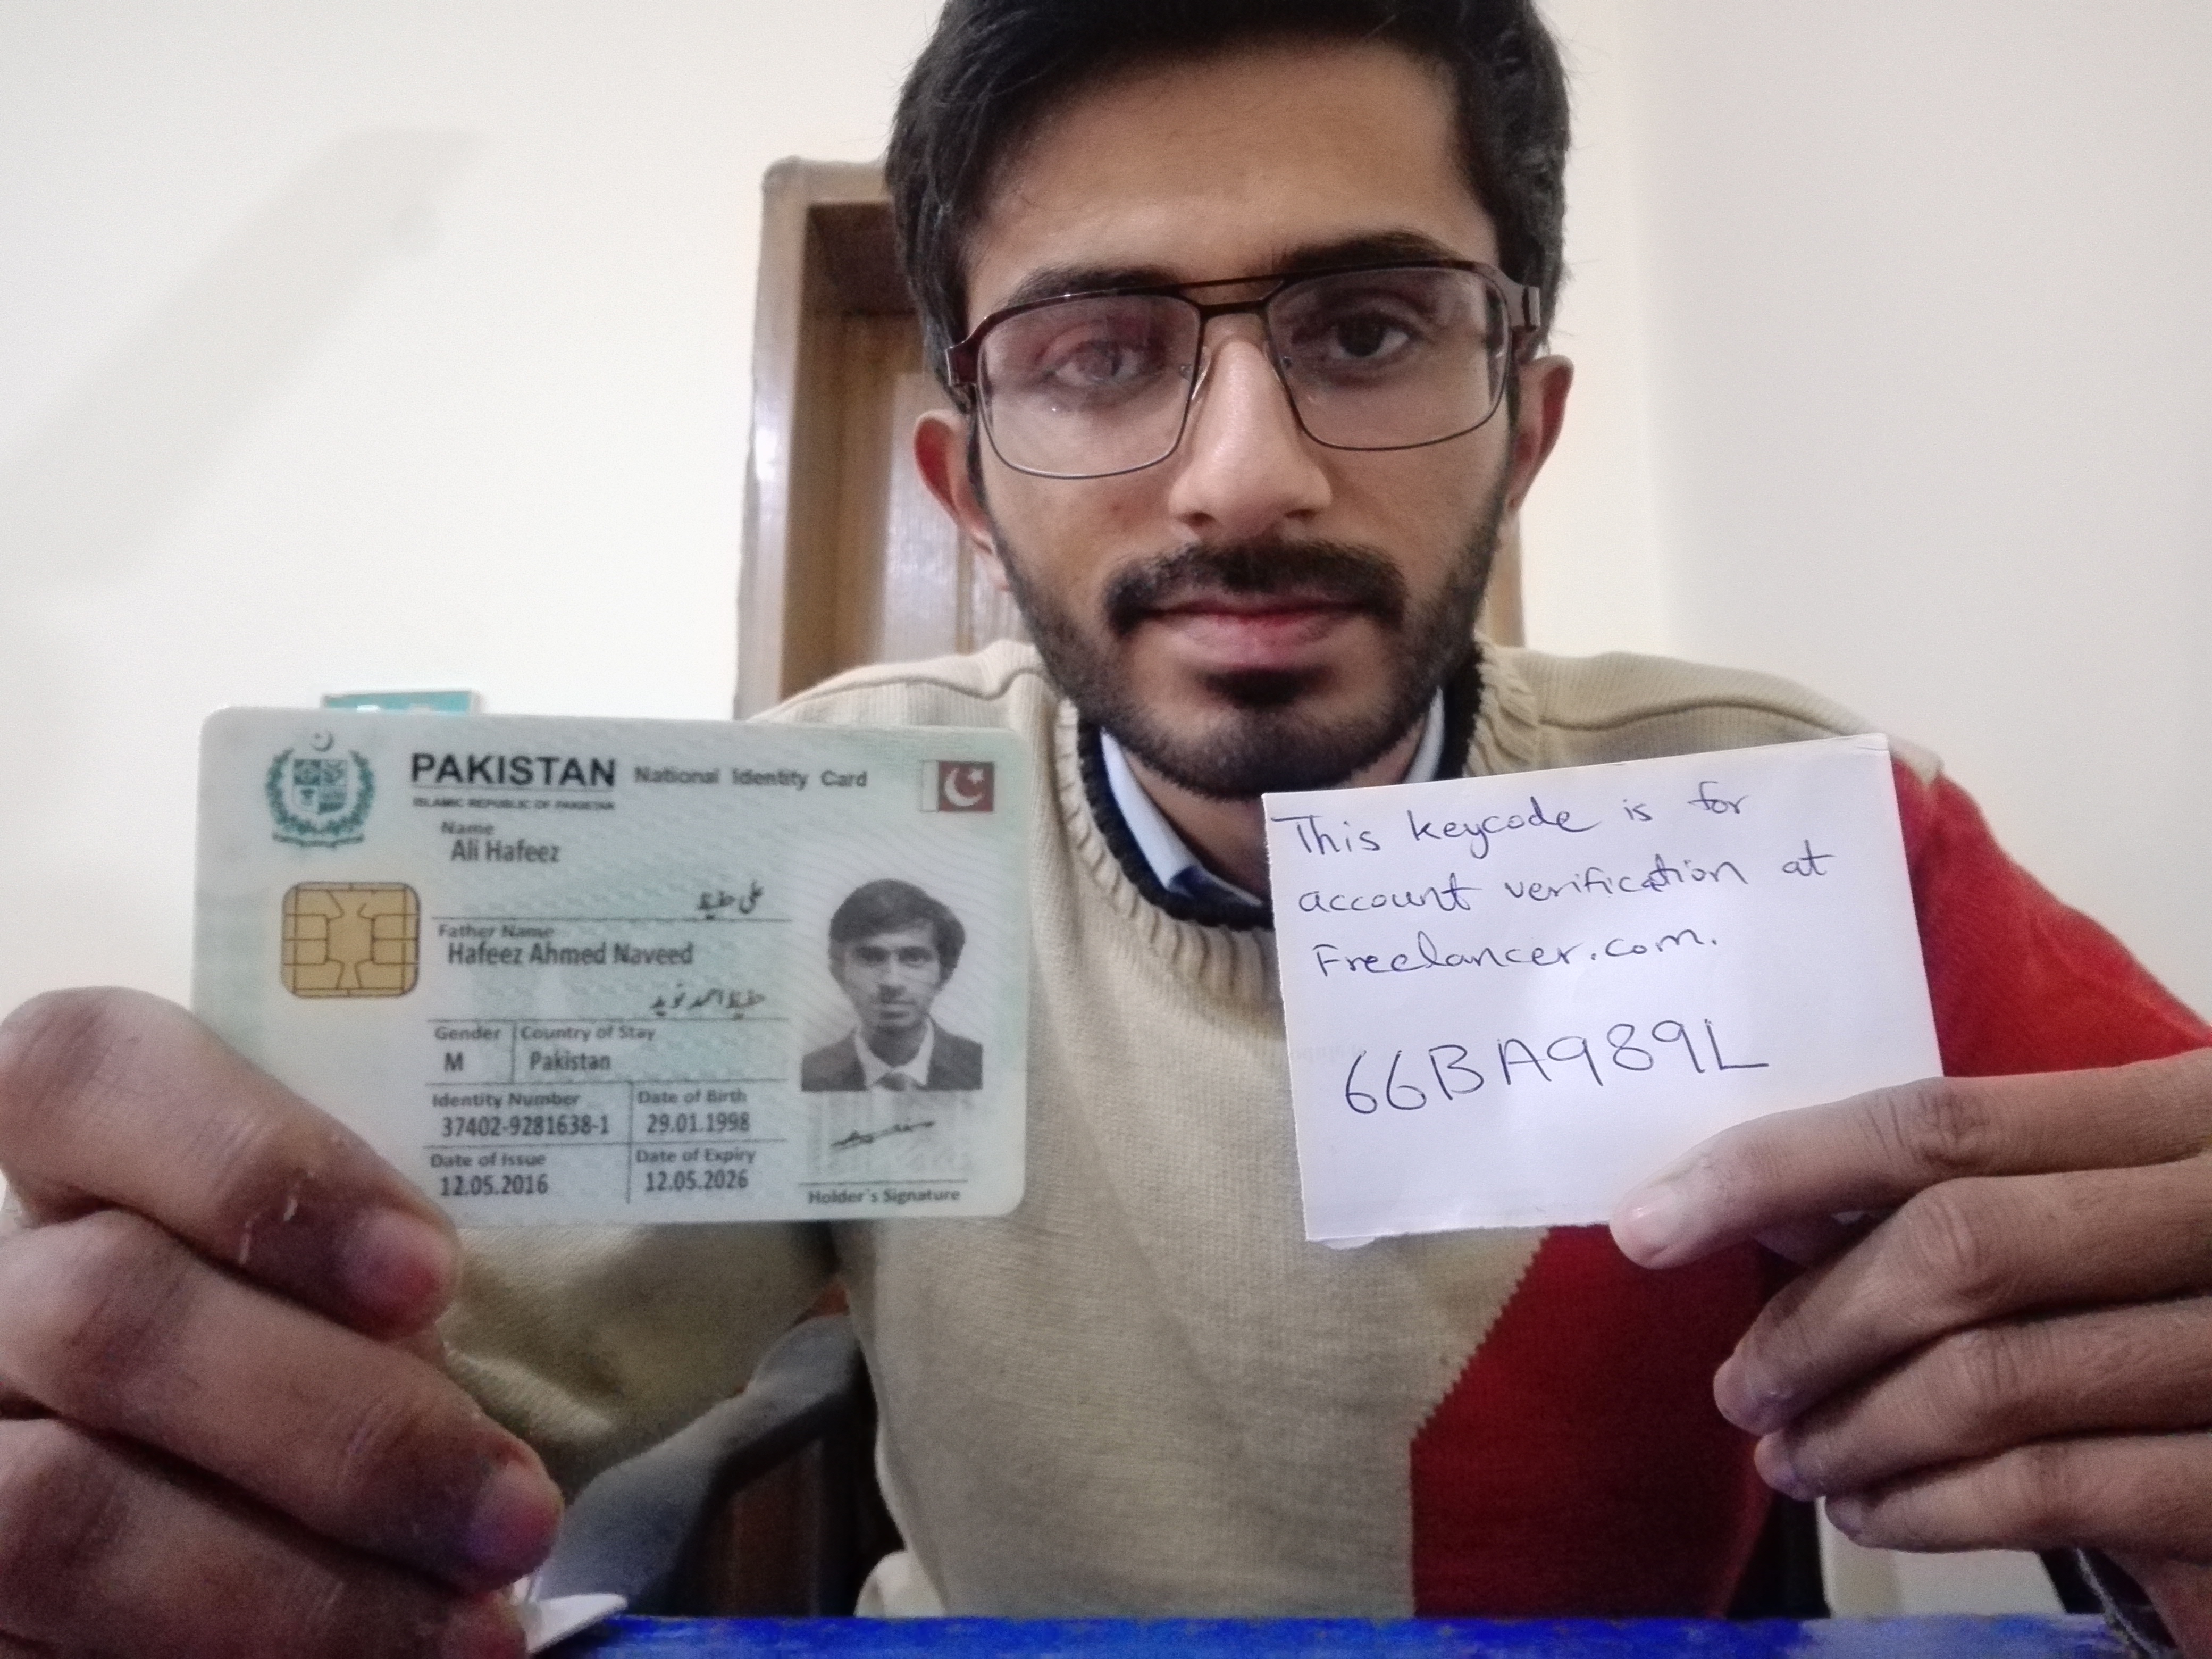 PAKISTAN National Identity Card
ISLAMIC REPUBLIC OF PAKISTAN
Name
Ali Hafeez
علی حفیظ
Father Name
Hafeez Ahmed Naveed
حفیظ احمد نوید
Gender Country of Stay
M Pakistan
Identity Number Date of Birth
37402-9281638-1 29.01.1998
Date of Issue Date of Expiry
12.05.2016 12.05.2026
Holder's Signature
This keycode is for
account verification at
Freelancer.com.
66BA989L